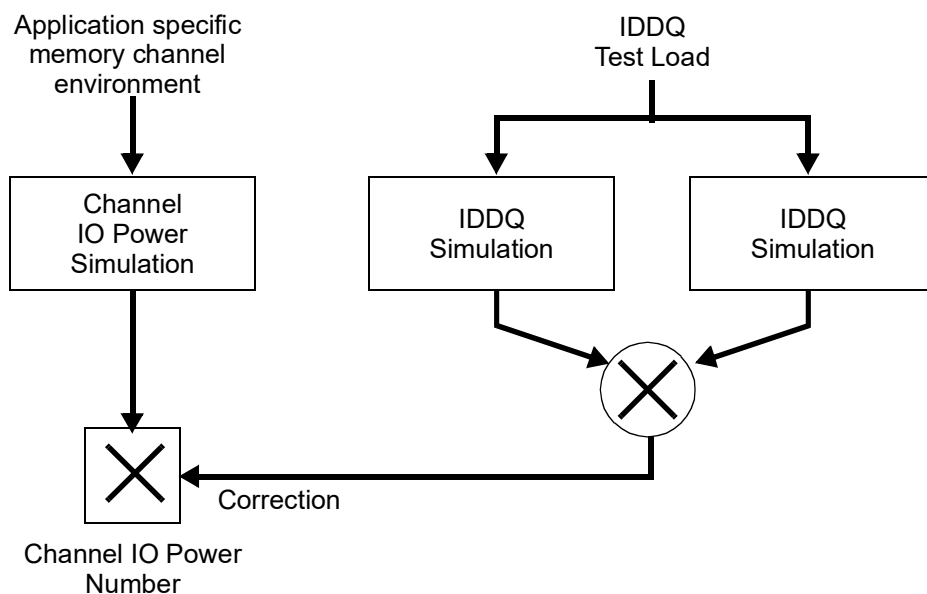 Application specific
memory channel
environment
IDDQ
Test Load
Channel
IO Power
Simulation
IDDQ
Simulation
IDDQ
Simulation
Correction
Channel IO Power
Number